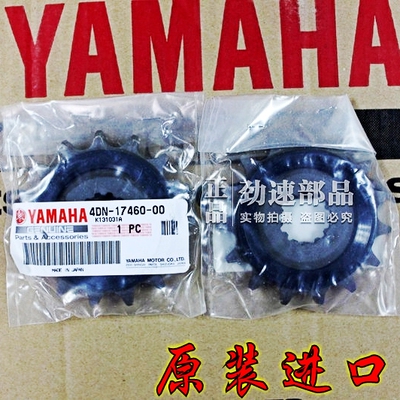 YAMAHA
YAMAHA 4DN-17460-00
K131031A
GENUINE
Parts & Accessories
1 PC
MADE IN JAPAN
YAMAHA MOTOR CO.,LTD.
正品
劲速部品
实物拍摄 盗图必究
原装进口